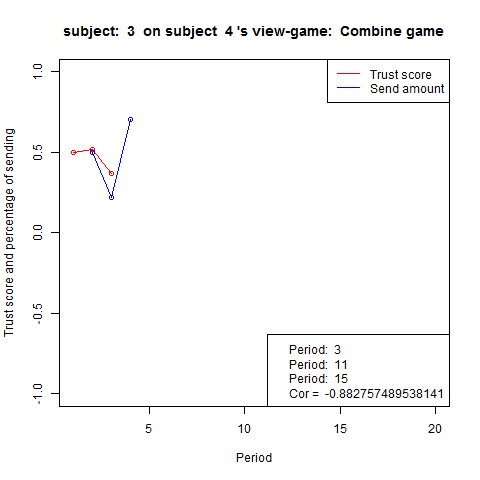 subject:  3  on subject  4 's view-game:  Combine game
Trust score
Send amount
Trust score and percentage of sending
1.0
0.5
0.0
-0.5
-1.0
Period:  3
Period:  11
Period:  15
Cor =  -0.882757489538141
5 10 15 20
Period